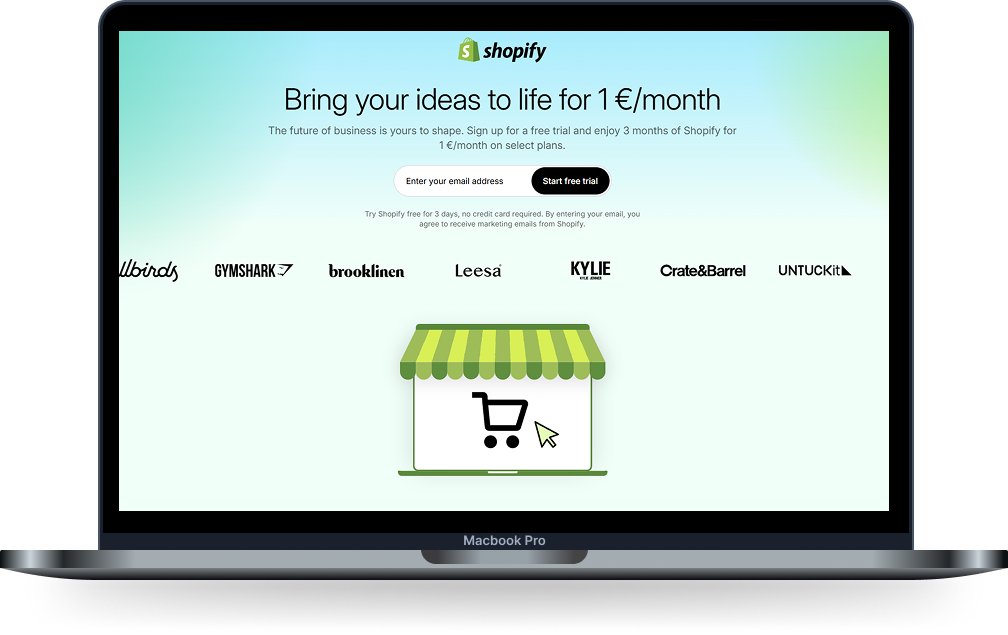 shopify
Bring your ideas to life for 1 €/month
The future of business is yours to shape. Sign up for a free trial and enjoy 3 months of Shopify for
1 €/month on select plans.
Enter your email address
Start free trial
Try Shopify free for 3 days, no credit card required. By entering your email, you
agree to receive marketing emails from Shopify.
llbirds GYMSHARK brooklinen Leesa KYLIE Crate&Barrel UNTUCKit
KYLIE JENNER
Macbook Pro